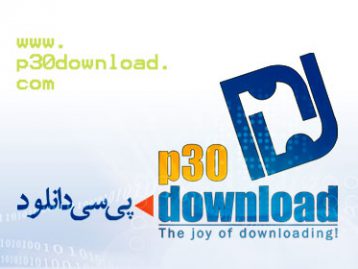 www.
p30download.
com
p30
download
پی‌سی‌دانلود
The joy of downloading!